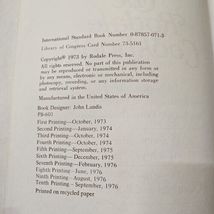 International Standard Book Number 0-87857-071-3
Library of Congress Card Number 73-5161
Copyright© 1973 by Rodale Press, Inc.
All rights reserved. No part of this publication
may be reproduced or transmitted in any form or
by any means, electronic or mechanical, including
photocopy, recording, or any information storage
and retrieval system.
Manufactured in the United States of America
Book Designer: John Landis
PB-601
First Printing—October, 1973
Second Printing—January, 1974
Third Printing—October, 1974
Fourth Printing—October, 1974
Fifth Printing—September, 1975
Sixth Printing—December, 1975
Seventh Printing—February, 1976
Eighth Printing—June, 1976
Ninth Printing—August, 1976
Tenth Printing—September, 1976
Printed on recycled paper